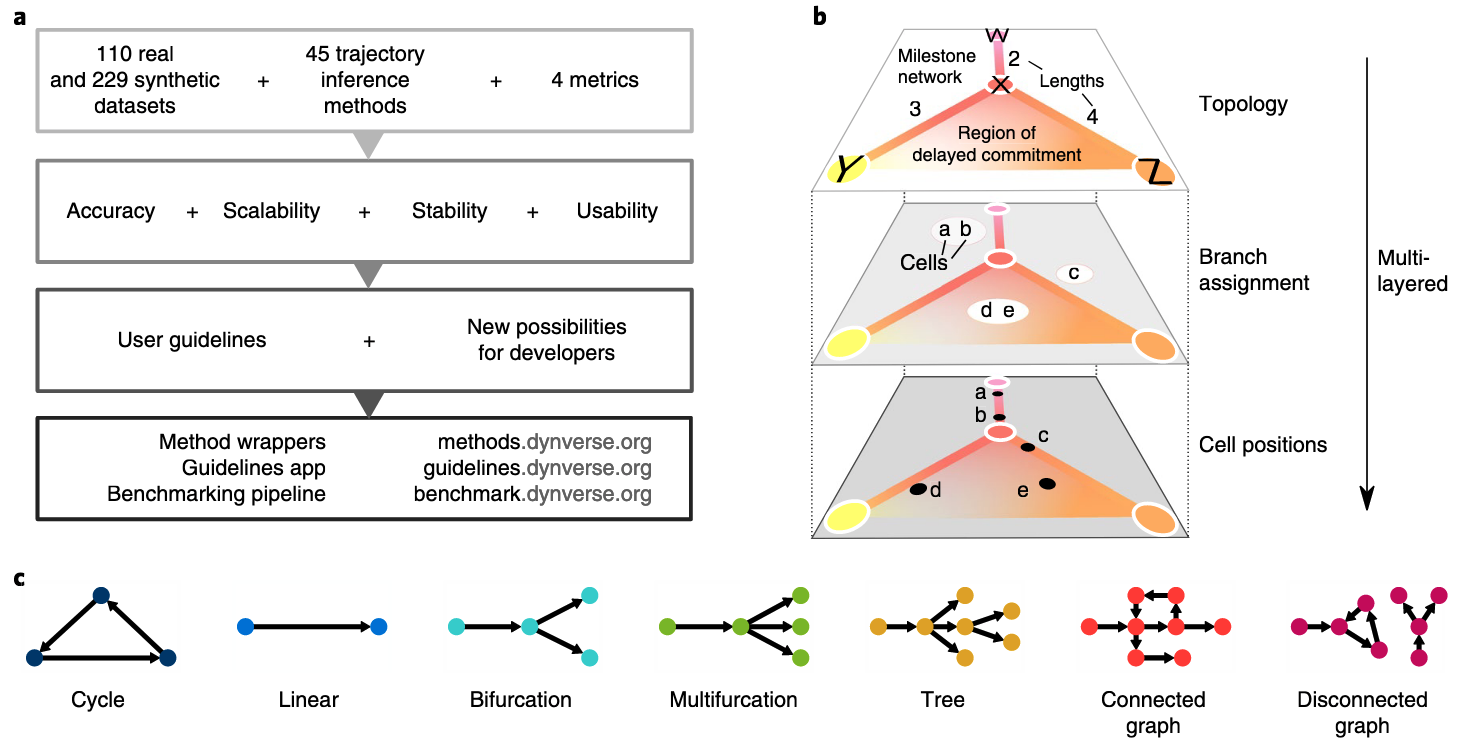 a
110 real
and 229 synthetic
datasets
+
45 trajectory
inference
methods
+
4 metrics
Accuracy + Scalability + Stability + Usability
User guidelines
+
New possibilities
for developers
Method wrappers methods.dynverse.org
Guidelines app guidelines.dynverse.org
Benchmarking pipeline benchmark.dynverse.org
b
W
Milestone
network
2
Lengths
X
3
4
Region of
delayed commitment
Y
Z
Topology
a b
Cells
c
d e
Branch
assignment
Multi-
layered
a
b
c
d
e
Cell positions
c
Cycle
Linear
Bifurcation
Multifurcation
Tree
Connected
graph
Disconnected
graph